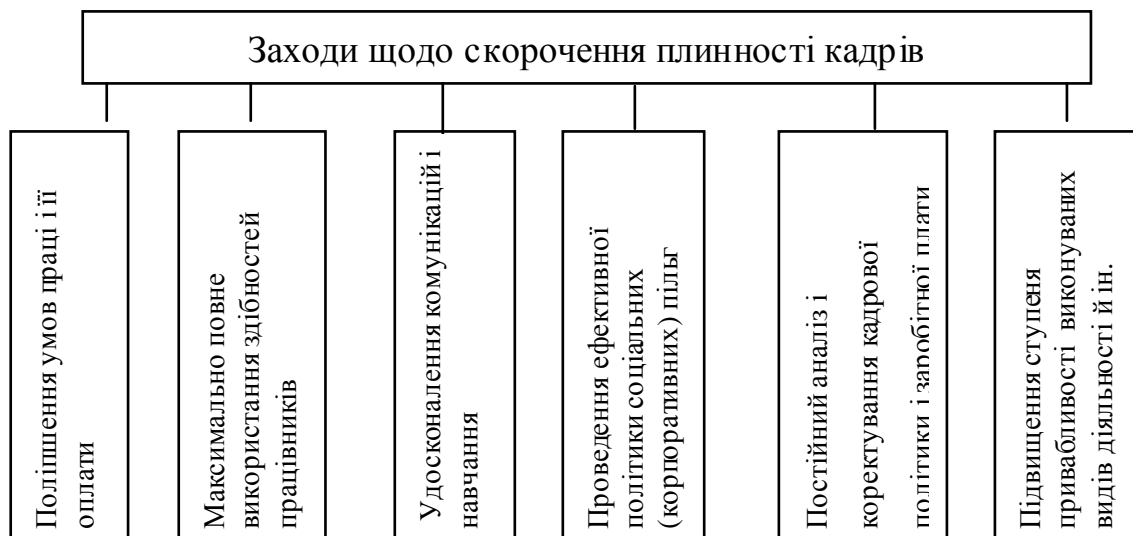 Заходи щодо скорочення плинності кадрів
Поліпшення умов праці і її
оплати
Максимально повне
використання здібностей
працівників
Удосконалення комунікацій і
навчання
Проведення ефективної
політики соціальних
(корпоративних) пільг
Постійний аналіз і
коректування кадрової
політики і заробітної плати
Підвищення ступеня
привабливості виконуваних
видів діяльності й ін.